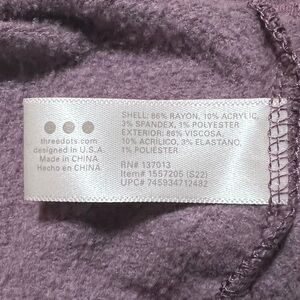 threedots.com
designed in U.S.A.
Made in CHINA
Hecho en CHINA
SHELL: 86% RAYON, 10% ACRYLIC,
3% SPANDEX, 1% POLYESTER
EXTERIOR: 86% VISCOSA,
10% ACRILICO, 3% ELASTANO,
1% POLIESTER
RN# 137013
Item# 1557205 (S22)
UPC# 745934712482